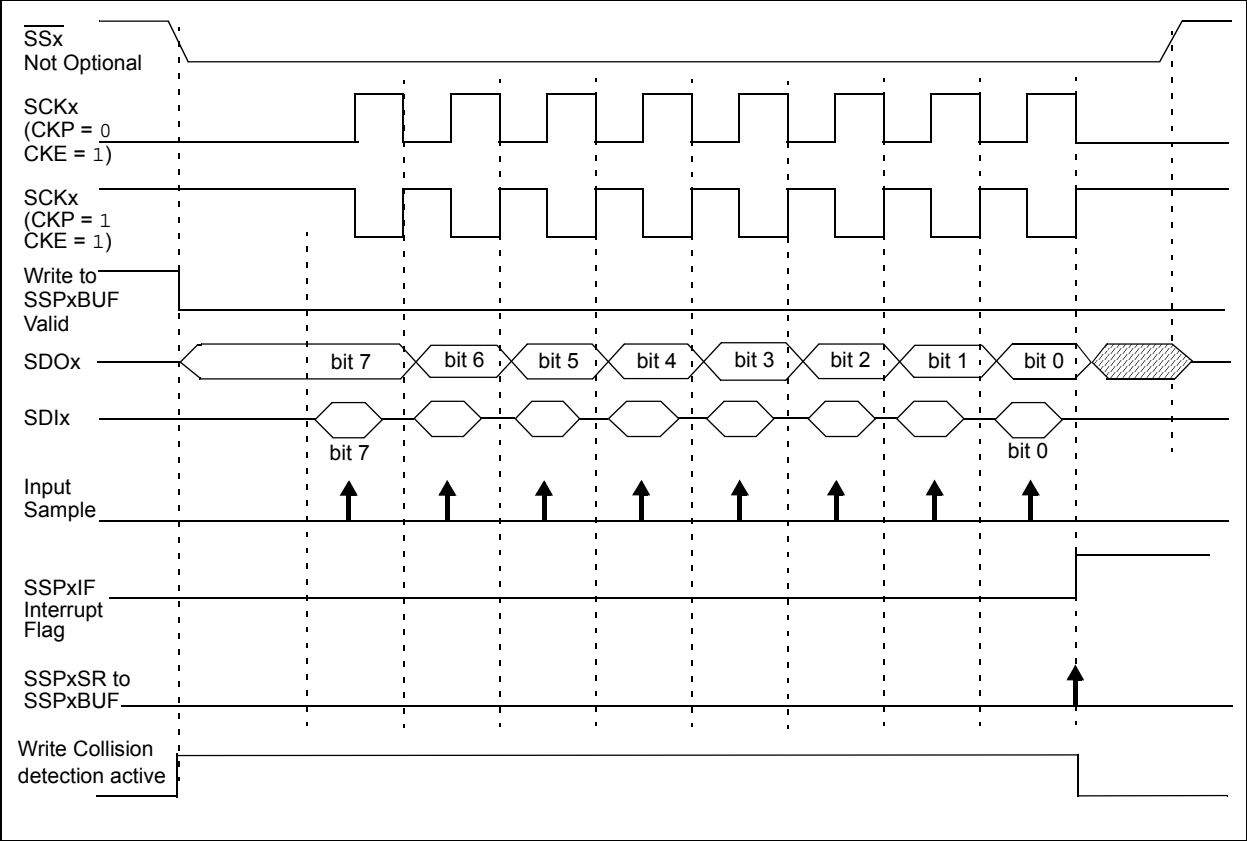 SSx
Not Optional
SCKx
(CKP = 0
CKE = 1)
SCKx
(CKP = 1
CKE = 1)
Write to
SSPxBUF
Valid
SDOx
bit 7 bit 6 bit 5 bit 4 bit 3 bit 2 bit 1 bit 0
SDIx
bit 7 bit 0
Input
Sample
SSPxIF
Interrupt
Flag
SSPxSR to
SSPxBUF
Write Collision
detection active